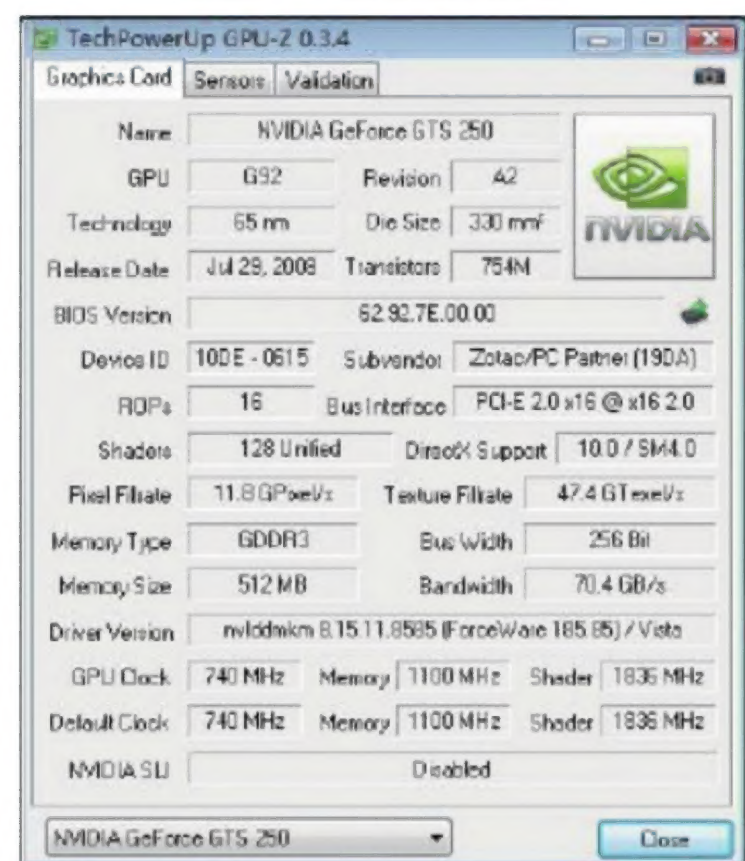 TechPowerUp GPU-Z 0.3.4
Graphics Card Sensors Validation
Name NVIDIA GeForce GTS 250
GPU G92 Revision A2
Technology 65 nm Die Size 330 mm²
NVIDIA
Release Date Jul 29, 2008 Transistors 754M
BIOS Version 62.92.7E.00.00
Device ID 10DE - 0615 Subvendor Zotac/PC Partner (19DA)
ROPs 16 Bus Interface PCI-E 2.0 x16 @ x16 2.0
Shaders 128 Unified DirectX Support 10.0 / SM4.0
Pixel Fillrate 11.8 GPixel/s Texture Fillrate 47.4 GTexel/s
Memory Type GDDR3 Bus Width 256 Bit
Memory Size 512 MB Bandwidth 70.4 GB/s
Driver Version nvlddmkm 8.15.11.8585 (ForceWare 185.85) / Vista
GPU Clock 740 MHz Memory 1100 MHz Shader 1836 MHz
Default Clock 740 MHz Memory 1100 MHz Shader 1836 MHz
NVIDIA SLI Disabled
NVIDIA GeForce GTS 250 Close